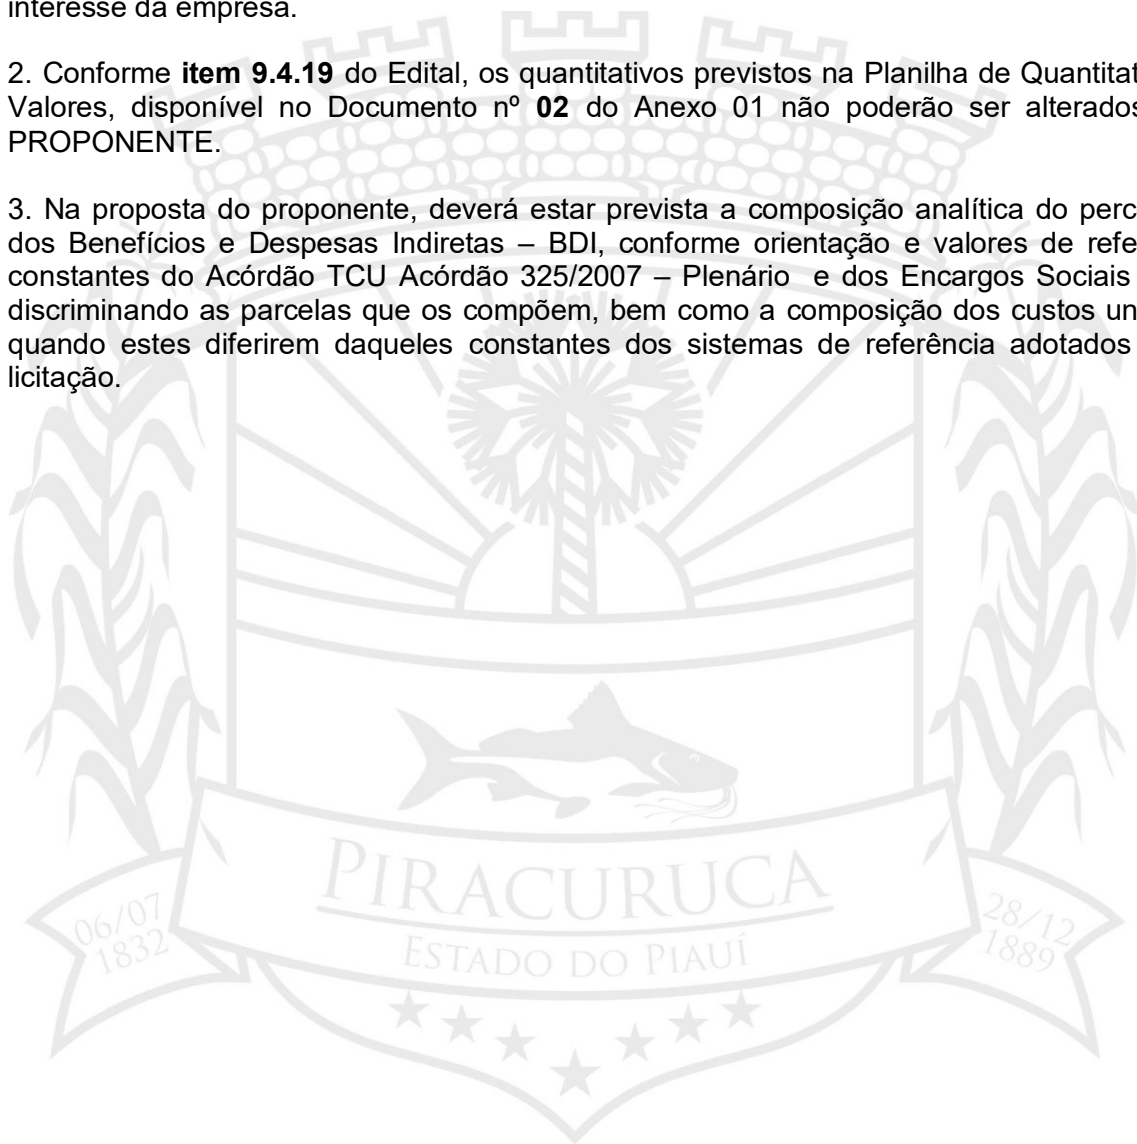 interesse da empresa.
2. Conforme item 9.4.19 do Edital, os quantitativos previstos na Planilha de Quantitat
Valores, disponível no Documento nº 02 do Anexo 01 não poderão ser alterados
PROPONENTE.
3. Na proposta do proponente, deverá estar prevista a composição analítica do perc
dos Benefícios e Despesas Indiretas – BDI, conforme orientação e valores de refe
constantes do Acórdão TCU Acórdão 325/2007 – Plenário e dos Encargos Sociais
discriminando as parcelas que os compõem, bem como a composição dos custos un
quando estes diferirem daqueles constantes dos sistemas de referência adotados
licitação.
PIRACURUCA
06/07
1832
28/12
1889
ESTADO DO PIAUÍ